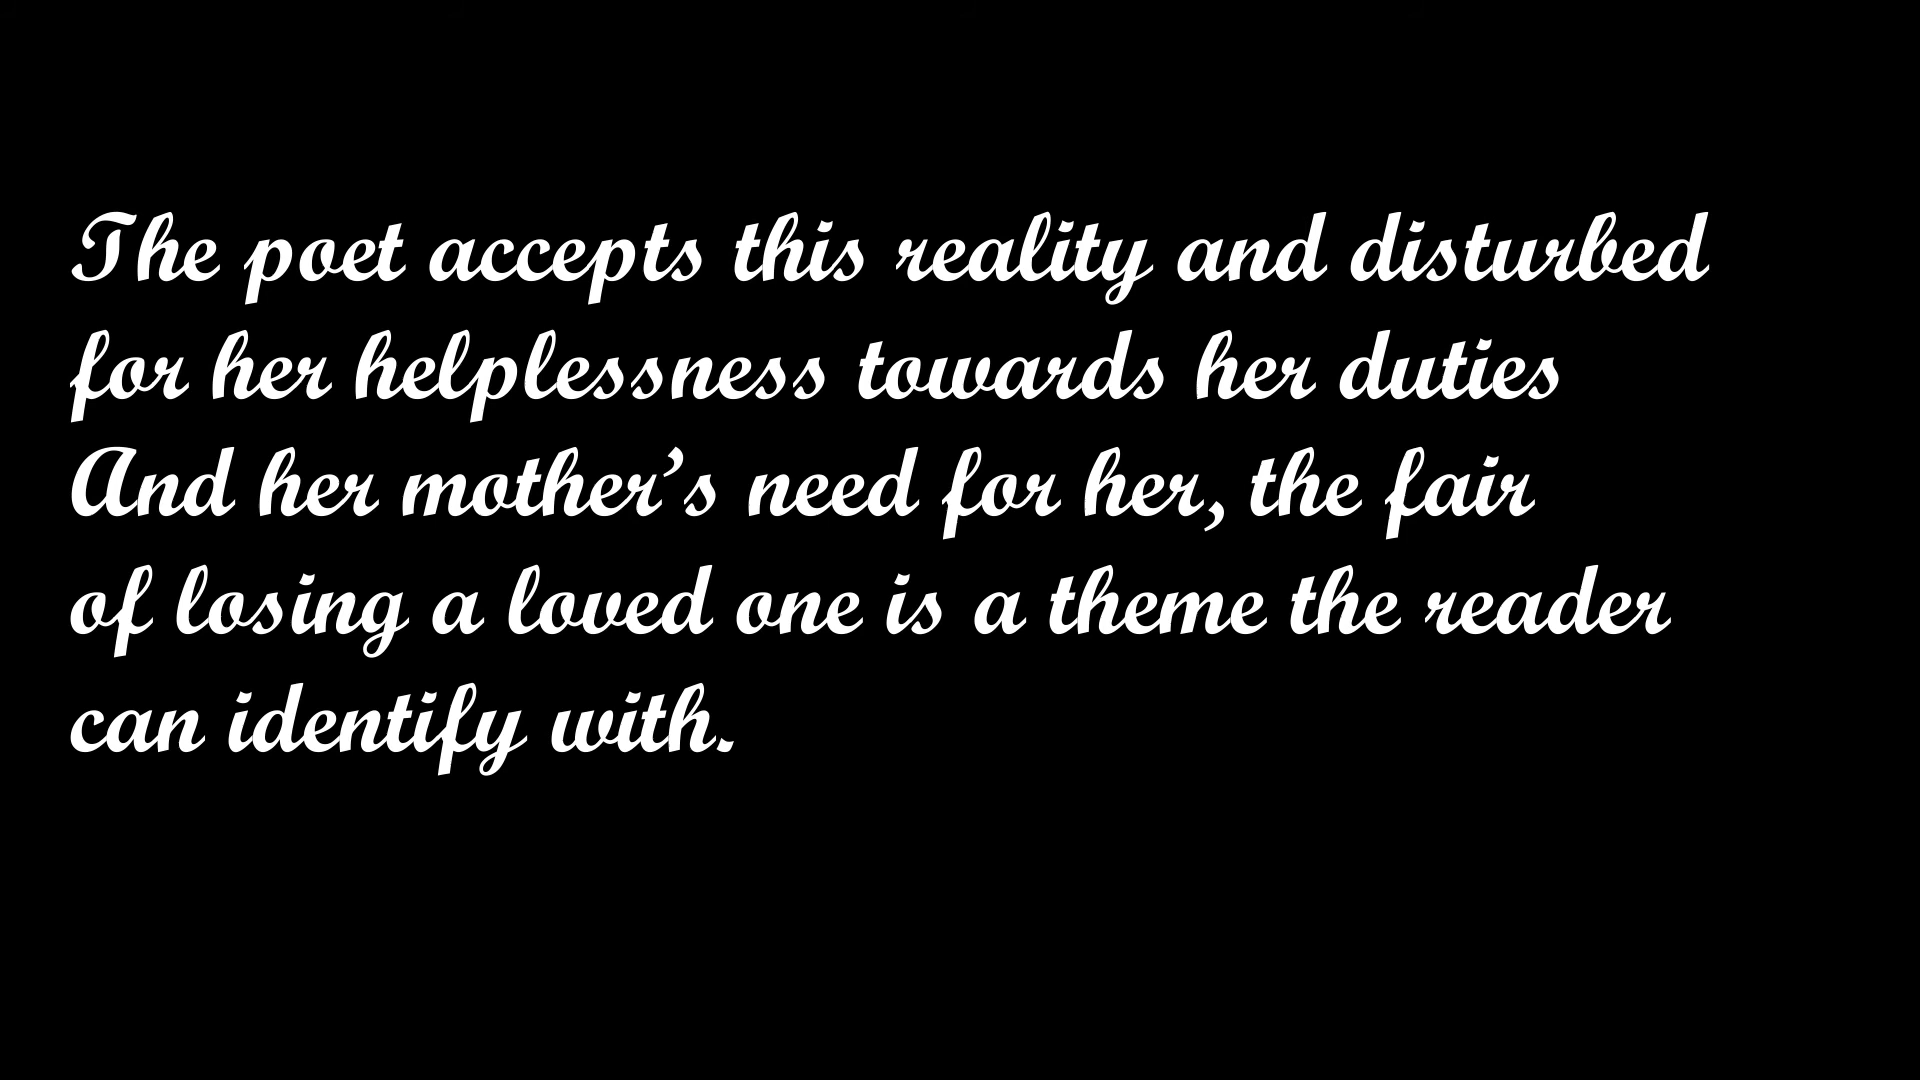 The poet accepts this reality and disturbed
for her helplessness towards her duties
And her mother’s need for her, the fair
of losing a loved one is a theme the reader
can identify with.